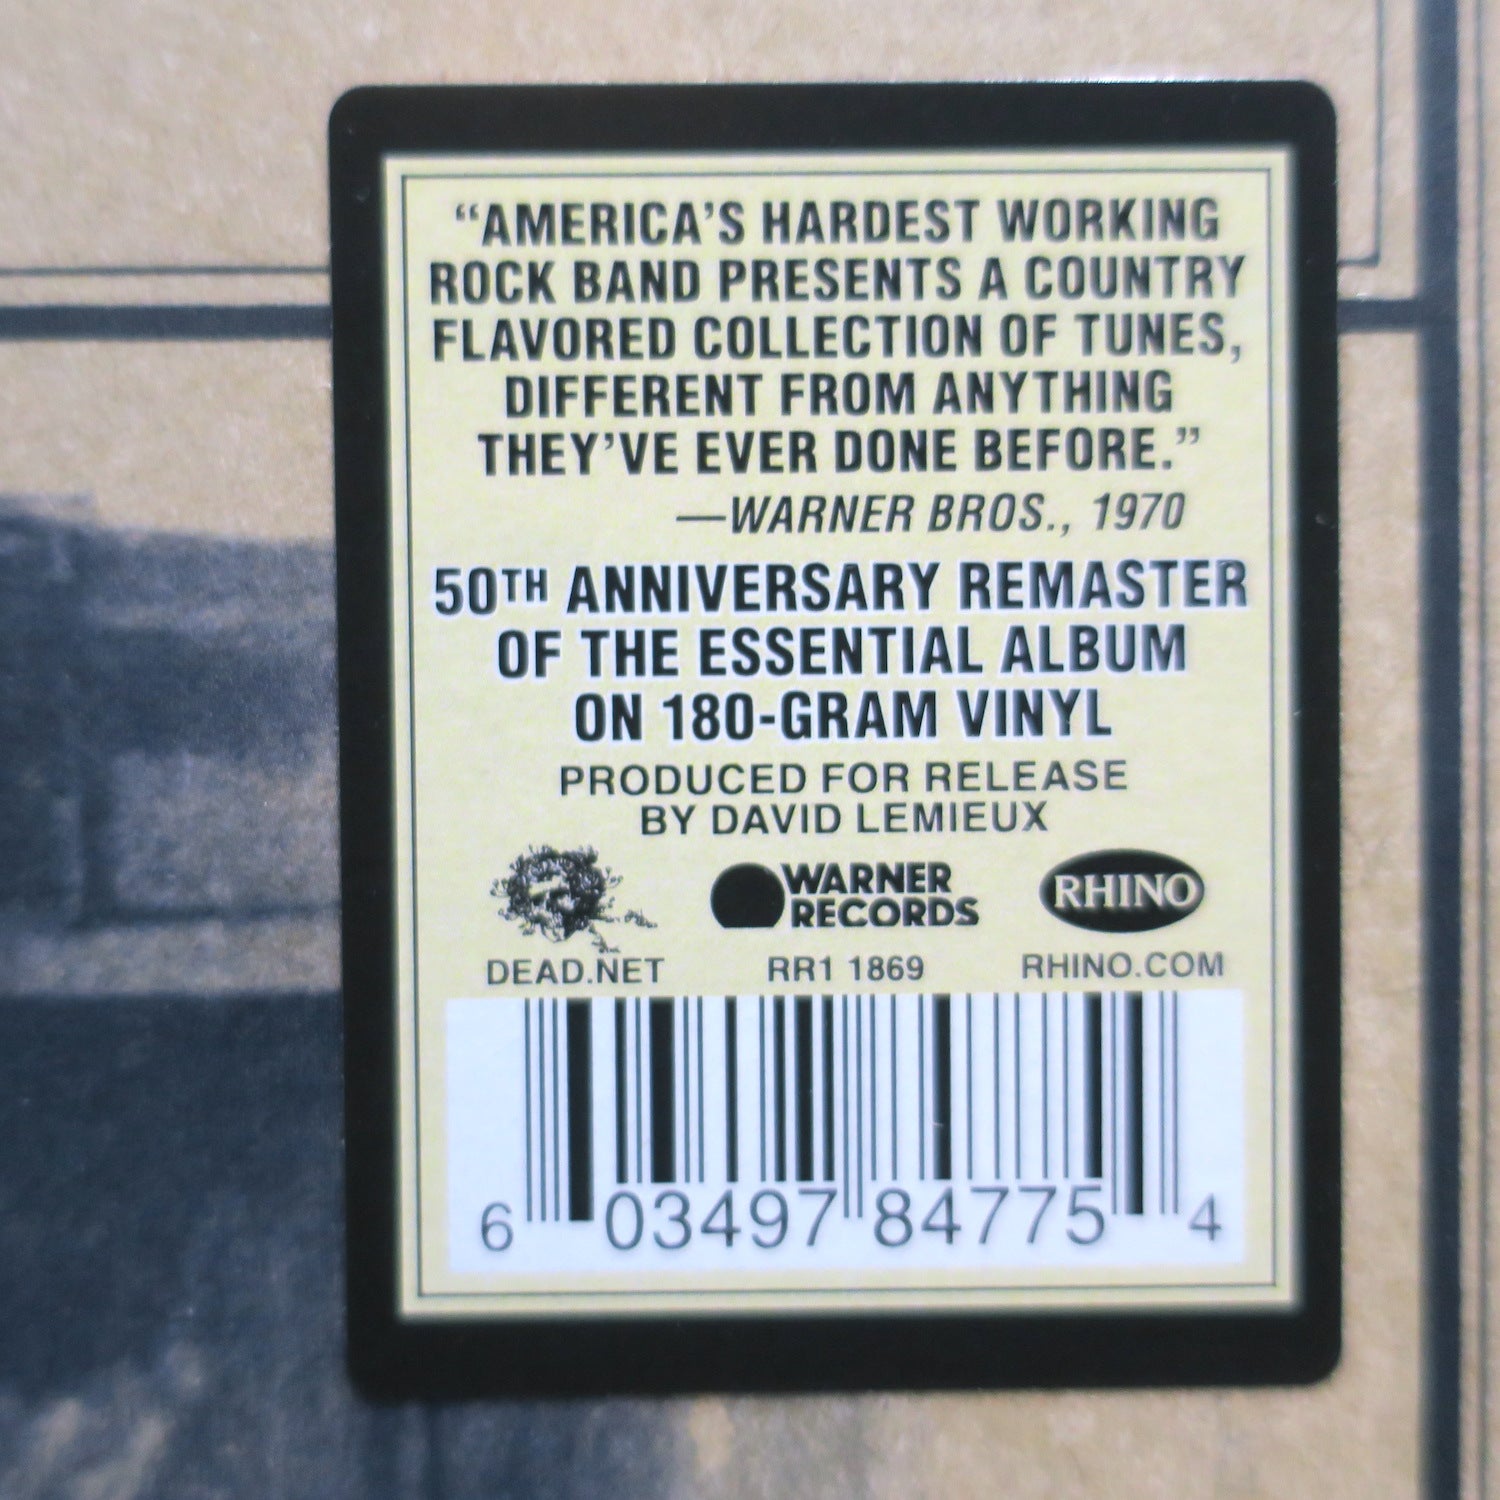 “AMERICA’S HARDEST WORKING
ROCK BAND PRESENTS A COUNTRY
FLAVORED COLLECTION OF TUNES,
DIFFERENT FROM ANYTHING
THEY’VE EVER DONE BEFORE.”
—WARNER BROS., 1970
50TH ANNIVERSARY REMASTER
OF THE ESSENTIAL ALBUM
ON 180-GRAM VINYL
PRODUCED FOR RELEASE
BY DAVID LEMIEUX
WARNER
RECORDS
RHINO
DEAD.NET RR1 1869 RHINO.COM
6 03497 84775 4